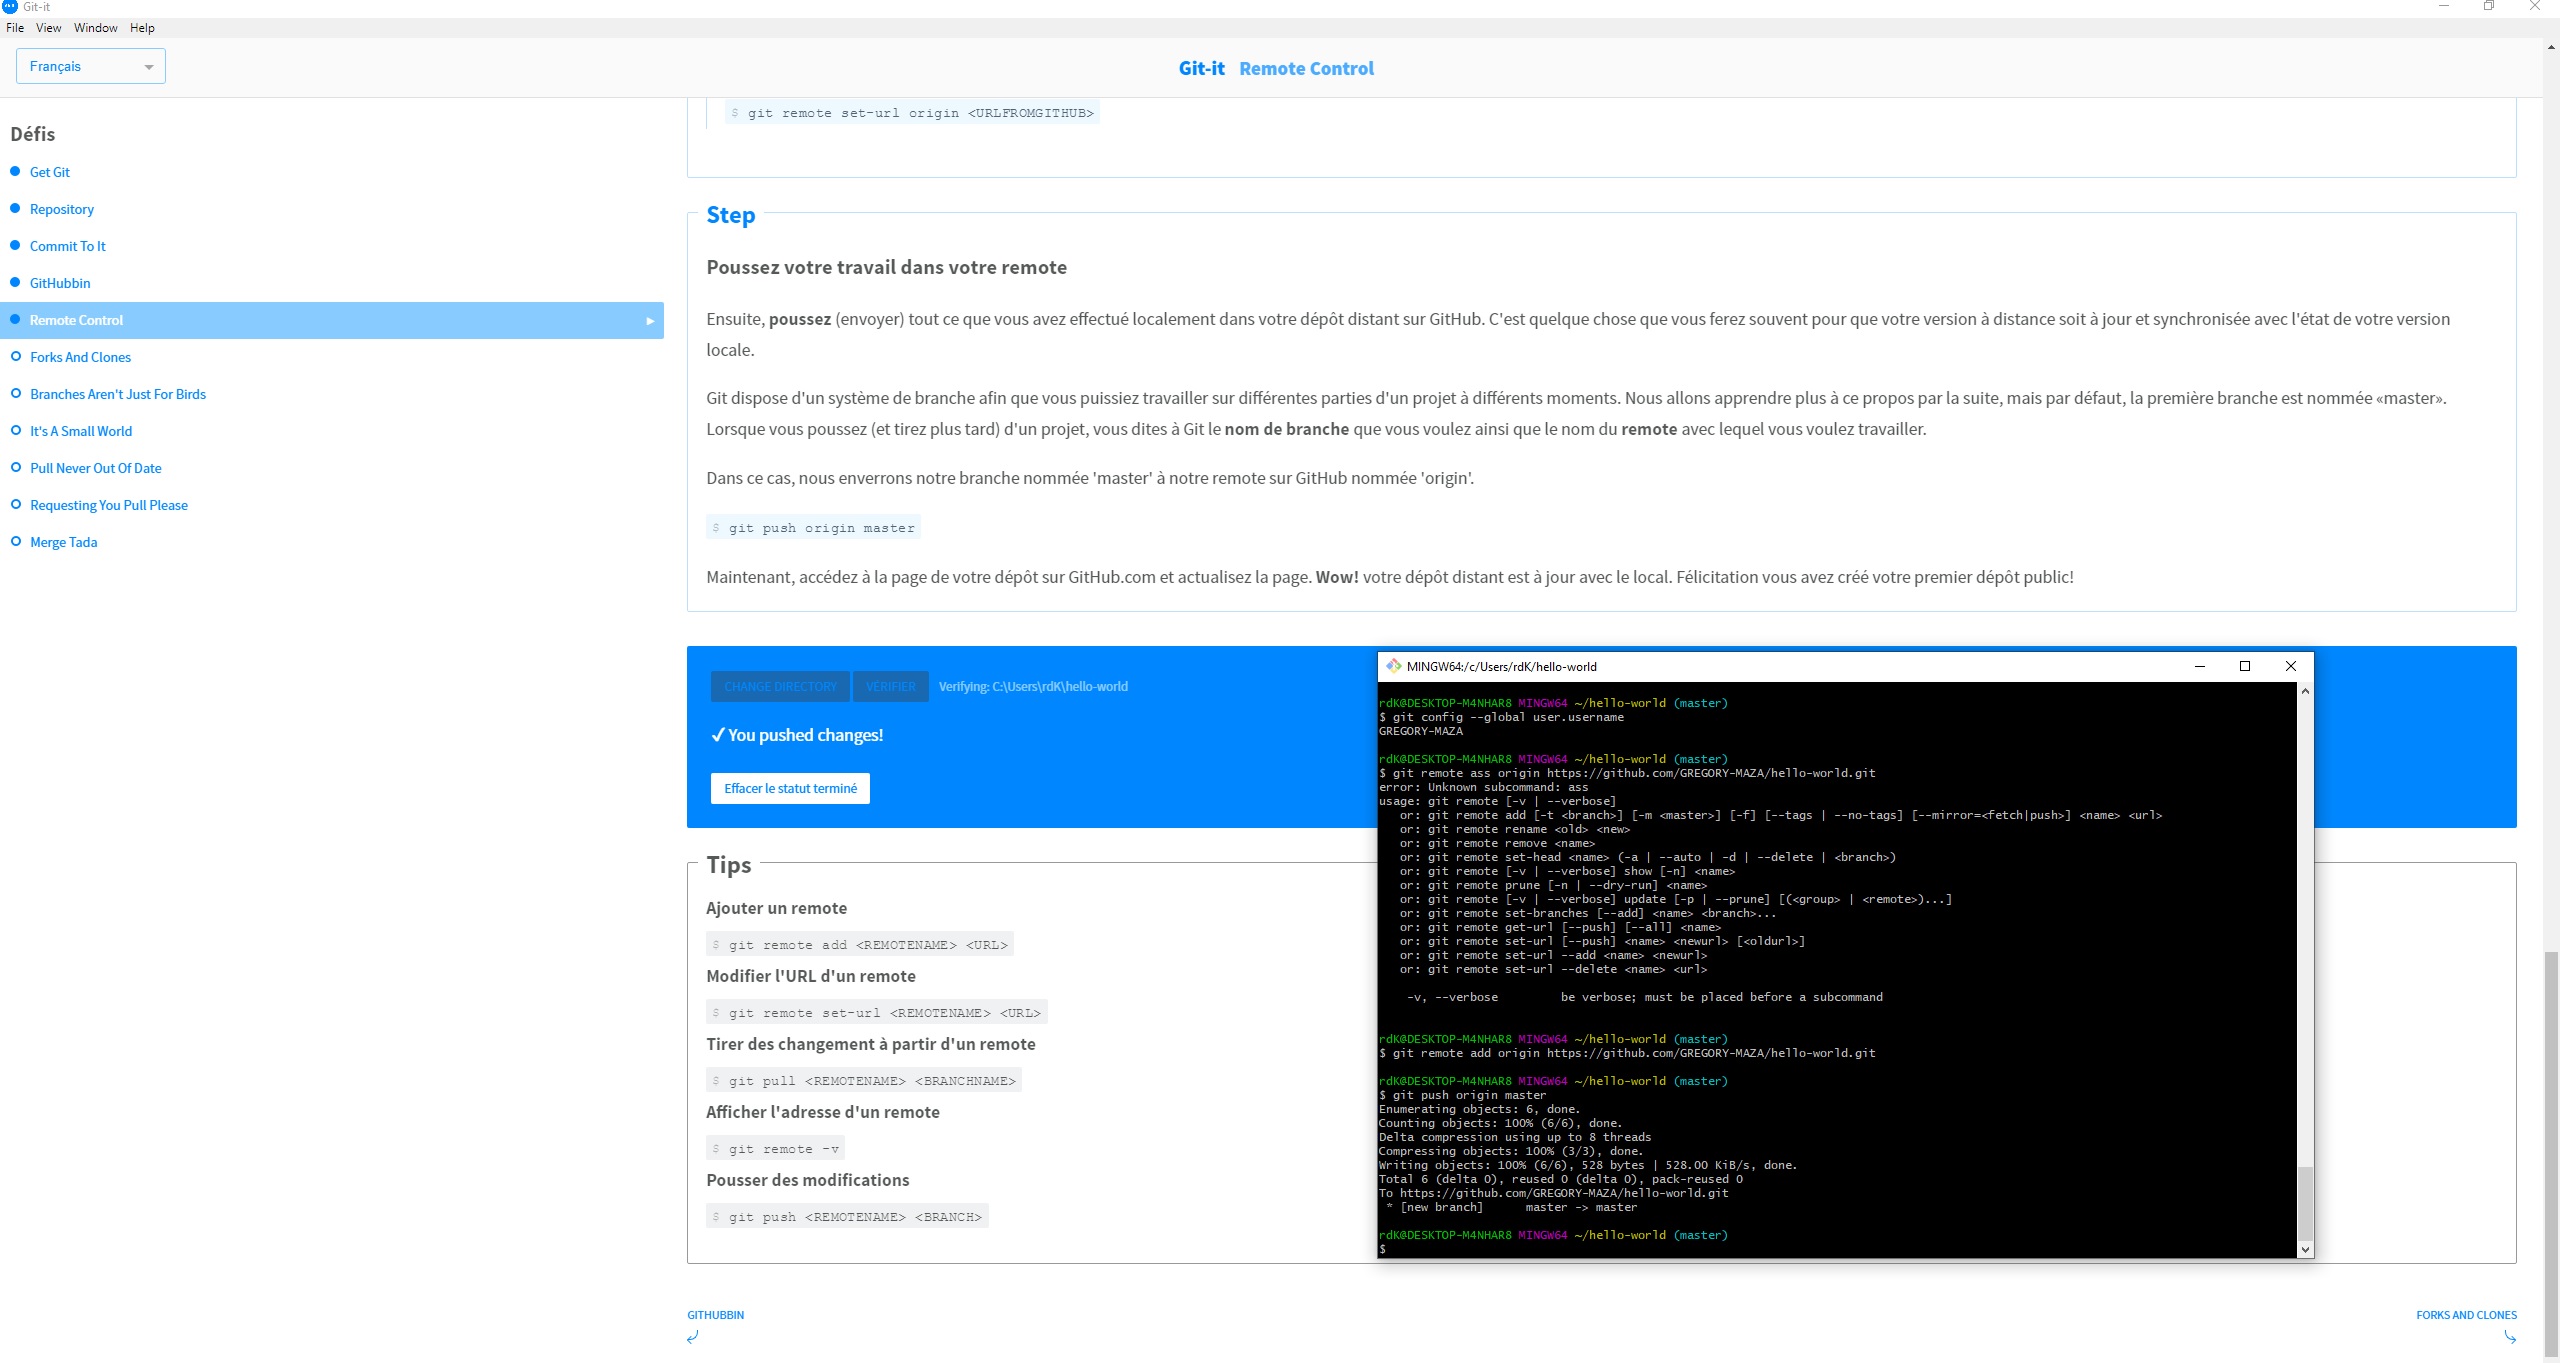 Git-it
File View Window Help
Français
Git-it Remote Control
Défis
Get Git
Repository
Commit To It
GitHubbin
Remote Control
Forks And Clones
Branches Aren't Just For Birds
It's A Small World
Pull Never Out Of Date
Requesting You Pull Please
Merge Tada
$ git remote set-url origin <URLFROMGITHUB>
Step
Poussez votre travail dans votre remote
Ensuite, poussez (envoyer) tout ce que vous avez effectué localement dans votre dépôt distant sur GitHub. C'est quelque chose que vous ferez souvent pour que votre version à distance soit à jour et synchronisée avec l'état de votre version
locale.
Git dispose d'un système de branche afin que vous puissiez travailler sur différentes parties d'un projet à différents moments. Nous allons apprendre plus à ce propos par la suite, mais par défaut, la première branche est nommée «master».
Lorsque vous poussez (et tirez plus tard) d'un projet, vous dites à Git le nom de branche que vous voulez ainsi que le nom du remote avec lequel vous voulez travailler.
Dans ce cas, nous enverrons notre branche nommée 'master' à notre remote sur GitHub nommée 'origin'.
$ git push origin master
Maintenant, accédez à la page de votre dépôt sur GitHub.com et actualisez la page. Wow! votre dépôt distant est à jour avec le local. Félicitation vous avez créé votre premier dépôt public!
CHANGE DIRECTORY VÉRIFIER Verifying: C:\Users\rdK\hello-world
✔ You pushed changes!
Effacer le statut terminé
Tips
Ajouter un remote
$ git remote add <REMOTENAME> <URL>
Modifier l'URL d'un remote
$ git remote set-url <REMOTENAME> <URL>
Tirer des changement à partir d'un remote
$ git pull <REMOTENAME> <BRANCHNAME>
Afficher l'adresse d'un remote
$ git remote -v
Pousser des modifications
$ git push <REMOTENAME> <BRANCH>
MINGW64:/c/Users/rdK/hello-world
rdK@DESKTOP-M4NHAR8 MINGW64 ~/hello-world (master)
$ git config --global user.username
GREGORY-MAZA
rdK@DESKTOP-M4NHAR8 MINGW64 ~/hello-world (master)
$ git remote ass origin https://github.com/GREGORY-MAZA/hello-world.git
error: Unknown subcommand: ass
usage: git remote [-v | --verbose]
or: git remote add [-t <branch>] [-m <master>] [-f] [--tags | --no-tags] [--mirror=<fetch|push>] <name> <url>
or: git remote rename <old> <new>
or: git remote remove <name>
or: git remote set-head <name> (-a | --auto | -d | --delete | <branch>)
or: git remote [-v | --verbose] show [-n] <name>
or: git remote prune [-n | --dry-run] <name>
or: git remote [-v | --verbose] update [-p | --prune] [(<group> | <remote>)...]
or: git remote set-branches [--add] <name> <branch>...
or: git remote get-url [--push] [--all] <name>
or: git remote set-url [--push] <name> <newurl> [<oldurl>]
or: git remote set-url --add <name> <newurl>
or: git remote set-url --delete <name> <url>
-v, --verbose be verbose; must be placed before a subcommand
rdK@DESKTOP-M4NHAR8 MINGW64 ~/hello-world (master)
$ git remote add origin https://github.com/GREGORY-MAZA/hello-world.git
rdK@DESKTOP-M4NHAR8 MINGW64 ~/hello-world (master)
$ git push origin master
Enumerating objects: 6, done.
Counting objects: 100% (6/6), done.
Delta compression using up to 8 threads
Compressing objects: 100% (3/3), done.
Writing objects: 100% (6/6), 528 bytes | 528.00 KiB/s, done.
Total 6 (delta 0), reused 0 (delta 0), pack-reused 0
To https://github.com/GREGORY-MAZA/hello-world.git
* [new branch] master -> master
rdK@DESKTOP-M4NHAR8 MINGW64 ~/hello-world (master)
$
GITHUBBIN
FORKS AND CLONES